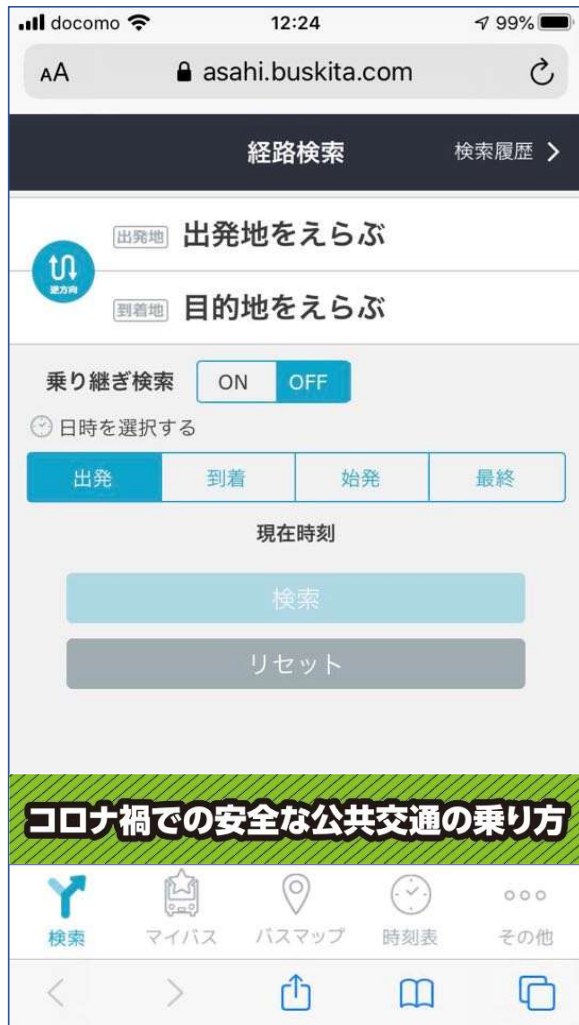 docomo 12:24 99%
AA asahi.buskita.com
経路検索 検索履歴
出発地 出発地をえらぶ
逆方向
到着地 目的地をえらぶ
乗り継ぎ検索 ON OFF
日時を選択する
出発 到着 始発 最終
現在時刻
検索
リセット
コロナ禍での安全な公共交通の乗り方
検索 マイバス バスマップ 時刻表 その他